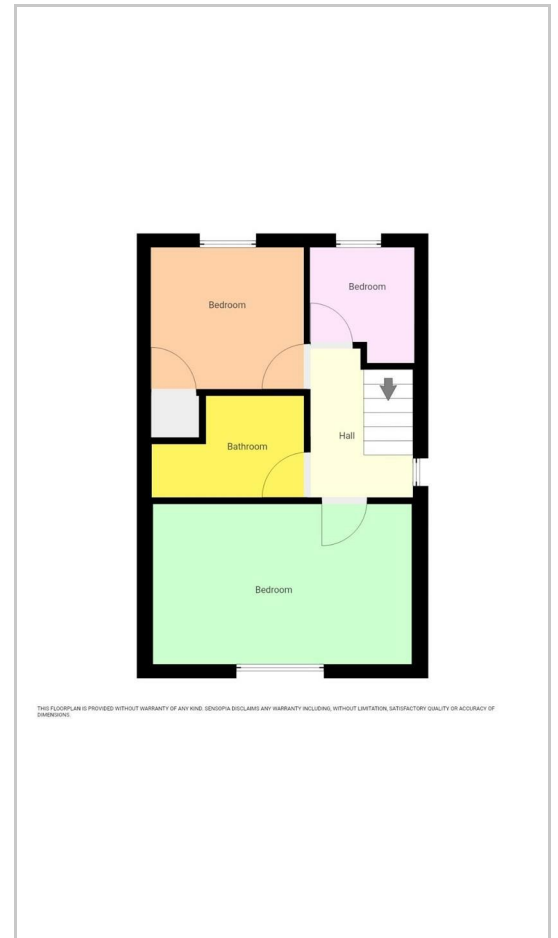 Bedroom
Bedroom
Bathroom
Hall
Bedroom
THIS FLOORPLAN IS PROVIDED WITHOUT WARRANTY OF ANY KIND. SENSOPIA DISCLAIMS ANY WARRANTY INCLUDING, WITHOUT LIMITATION, SATISFACTORY QUALITY OR ACCURACY OF
DIMENSIONS.